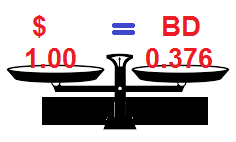 $ = BD
1.00 0.376